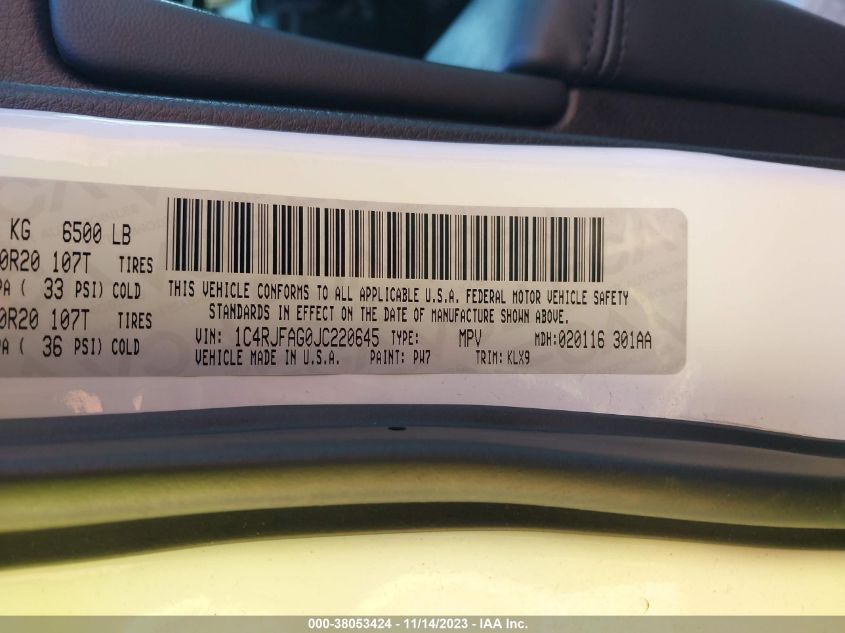 KG 6500 LB
0R20 107T TIRES
PA ( 33 PSI) COLD
0R20 107T TIRES
PA ( 36 PSI) COLD
THIS VEHICLE CONFORMS TO ALL APPLICABLE U.S.A. FEDERAL MOTOR VEHICLE SAFETY
STANDARDS IN EFFECT ON THE DATE OF MANUFACTURE SHOWN ABOVE.
VIN: 1C4RJFAG0JC220645 TYPE: MPV MDH:020116 301AA
VEHICLE MADE IN U.S.A. PAINT: PW7 TRIM: KLX9
000-38053424 - 11/14/2023 - IAA Inc.